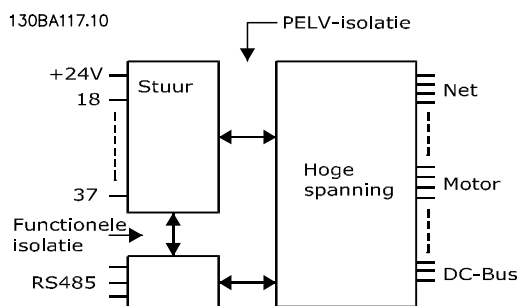 130BA117.10
PELV-isolatie
+24V
18
37
Stuur
Hoge
spanning
Net
Motor
DC-Bus
Functionele
isolatie
RS485